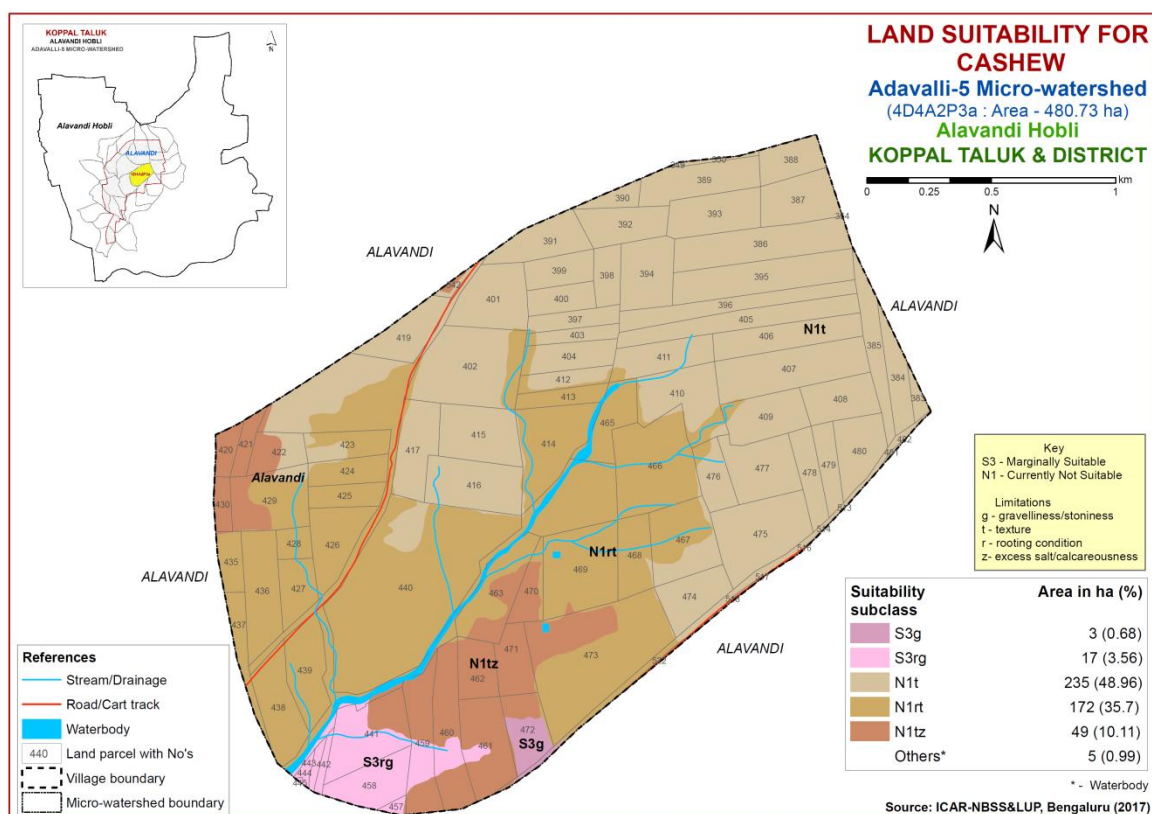 KOPPAL TALUK
ALAVANDI HOBLI
ADAVALLI-5 MICRO-WATERSHED
N
Alavandi Hobli
ALAVANDI
LAND SUITABILITY FOR
CASHEW
Adavalli-5 Micro-watershed
(4D4A2P3a : Area - 480.73 ha)
Alavandi Hobli
KOPPAL TALUK & DISTRICT
km
0 0.25 0.5 1
N
ALAVANDI
ALAVANDI
ALAVANDI
ALAVANDI
388
389
390
387
393
392
391
386
399
398
394
395
401
400
396
397
405
403
406
N1t
419
404
411
385
402
407
412
410
384
413
408
383
465
409
415
414
420
421
422
423
417
480
Alavandi
424
466
476
477
478
479
429
425
416
430
475
428
426
N1rt
467
435
469
468
436
427
440
463
470
474
437
471
473
N1tz
462
439
438
472
441
459
460
461
S3g
443
442
S3rg
444
458
457
Key
S3 - Marginally Suitable
N1 - Currently Not Suitable
Limitations
g - gravelliness/stoniness
t - texture
r - rooting condition
z- excess salt/calcareousness
Suitability
subclass
Area in ha (%)
S3g 3 (0.68)
S3rg 17 (3.56)
N1t 235 (48.96)
N1rt 172 (35.7)
N1tz 49 (10.11)
Others* 5 (0.99)
* - Waterbody
Source: ICAR-NBSS&LUP, Bengaluru (2017)
References
Stream/Drainage
Road/Cart track
Waterbody
440 Land parcel with No's
Village boundary
Micro-watershed boundary